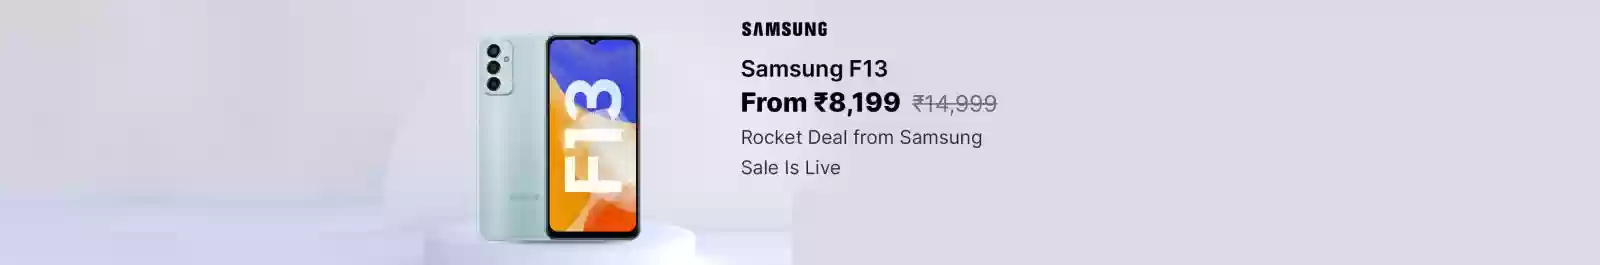 SAMSUNG
Samsung F13
From ₹8,199 ₹14,999
Rocket Deal from Samsung
Sale Is Live
F13